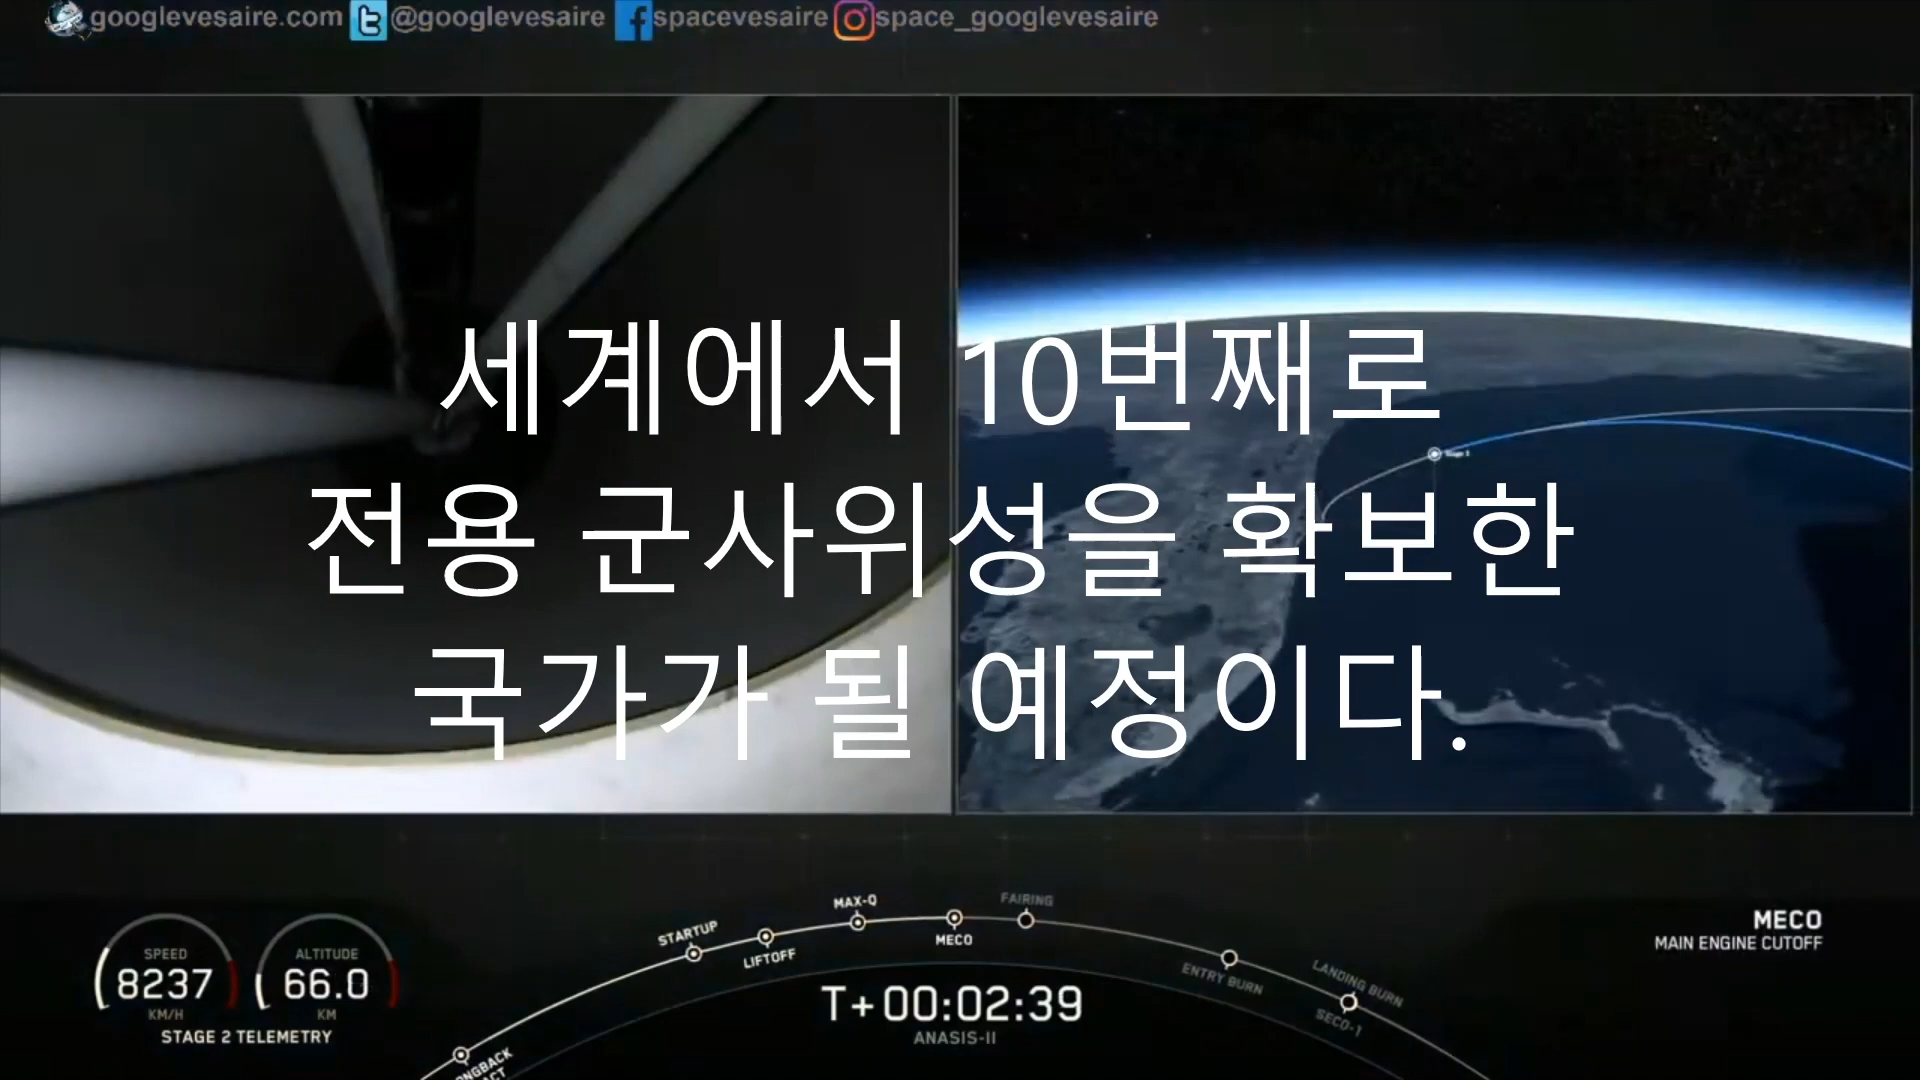 googlevesaire.com @googlevesaire spacevesaire space_googlevesaire
세계에서 10번째로
전용 군사위성을 확보한
국가가 될 예정이다.
SPEED
8237
KM/H
ALTITUDE
66.0
KM
STAGE 2 TELEMETRY
STARTUP
LIFTOFF
MAX-Q
MECO
FAIRING
ENTRY BURN
LANDING BURN
SECO-1
T+00:02:39
ANASIS-II
MECO
MAIN ENGINE CUTOFF